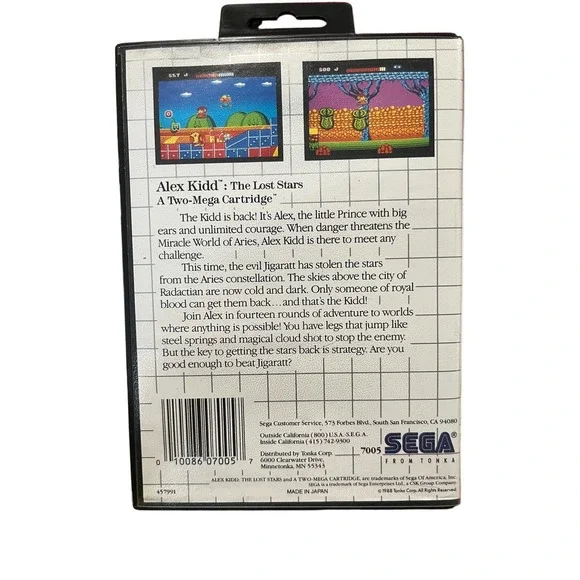 557
500
Alex Kidd™: The Lost Stars
A Two-Mega Cartridge™
The Kidd is back! It's Alex, the little Prince with big
ears and unlimited courage. When danger threatens the
Miracle World of Aries, Alex Kidd is there to meet any
challenge.
This time, the evil Jigaratt has stolen the stars
from the Aries constellation. The skies above the city of
Radactian are now cold and dark. Only someone of royal
blood can get them back...and that's the Kidd!
Join Alex in fourteen rounds of adventure to worlds
where anything is possible! You have legs that jump like
steel springs and magical cloud shot to stop the enemy.
But the key to getting the stars back is strategy. Are you
good enough to beat Jigaratt?
Sega Customer Service, 573 Forbes Blvd., South San Francisco, CA 94080
Outside California (800) U.S.A.-S.E.G.A.
Inside California (415) 742-9300
Distributed by Tonka Corp.
6000 Clearwater Drive,
Minnetonka, MN 55343
7005
SEGA®
FROM TONKA
0 10086 07005 7
ALEX KIDD: THE LOST STARS and A TWO-MEGA CARTRIDGE, are trademarks of Sega Of America, Inc.
SEGA is a trademark of Sega Enterprises Ltd., a CSK Group Company.
457991
MADE IN JAPAN
©1988 Tonka Corp. All Rights Reserved.